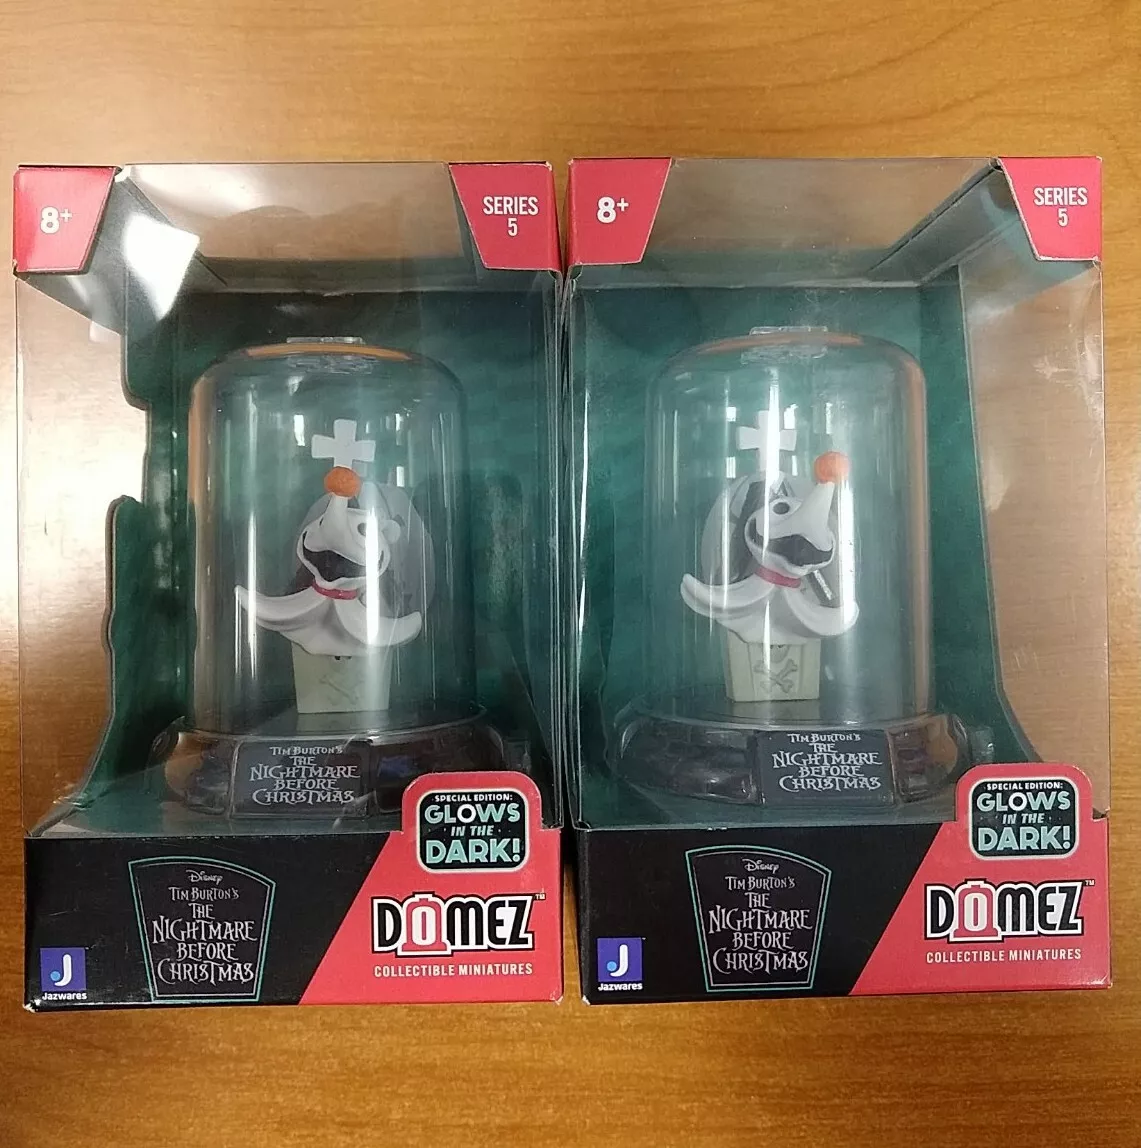 8+
SERIES
5
TIM BURTON'S
THE
NIGHTMARE
BEFORE
CHRISTMAS
SPECIAL EDITION:
GLOWS
IN THE
DARK!
Disney
TIM BURTON'S
THE
NIGHTMARE
BEFORE
CHRISTMAS
DOMEZ™
COLLECTIBLE MINIATURES
J
Jazwares
8+
SERIES
5
TIM BURTON'S
THE
NIGHTMARE
BEFORE
CHRISTMAS
SPECIAL EDITION:
GLOWS
IN THE
DARK!
Disney
TIM BURTON'S
THE
NIGHTMARE
BEFORE
CHRISTMAS
DOMEZ™
COLLECTIBLE MINIATURES
J
Jazwares